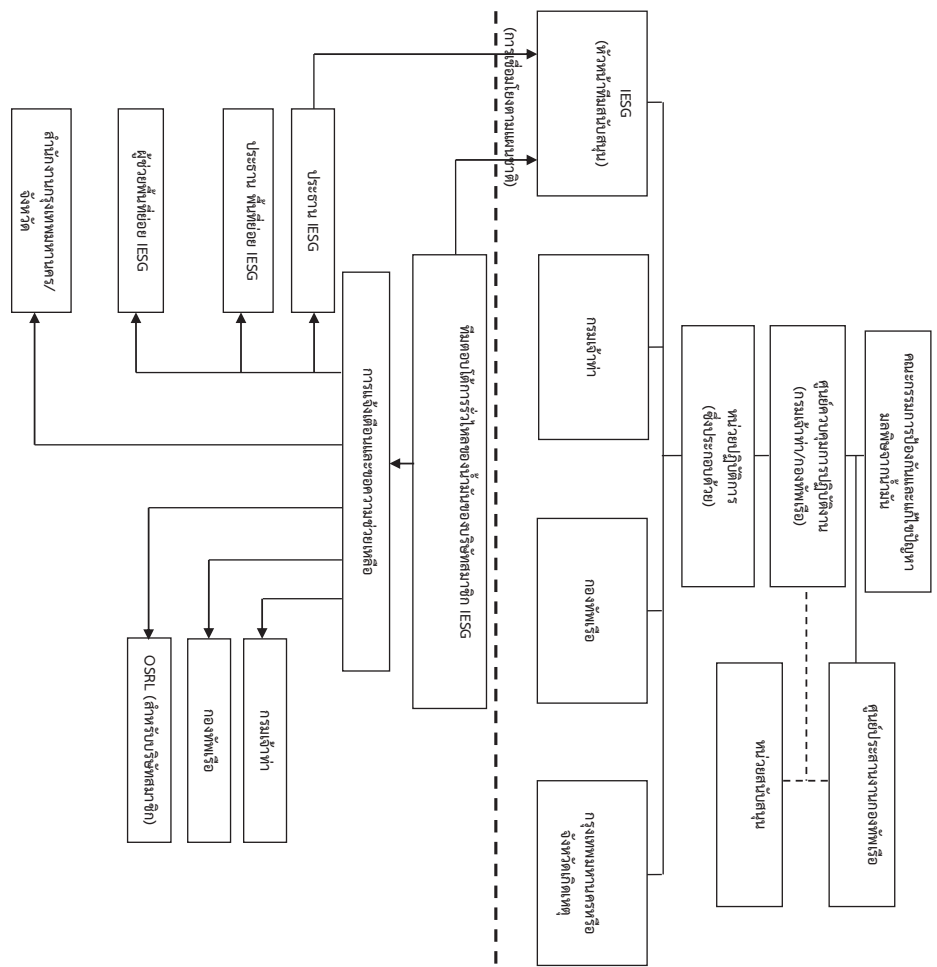 คณะกรรมการป้องกันและแก้ไขปัญหา
มลพิษจากน้ำมัน
ศูนย์ควบคุมการปฏิบัติงาน
(กรมเจ้าท่า/กองทัพเรือ)
ศูนย์ประสานงานกองทัพเรือ
หน่วยสนับสนุน
หน่วยปฏิบัติการ
(ซึ่งประกอบด้วย)
IESG
(หัวหน้าทีมสนับสนุน)
กรมเจ้าท่า
กองทัพเรือ
กรุงเทพมหานครหรือ
จังหวัดเกิดเหตุ
(การเชื่อมโยงตามแผนชาติ)
ทีมตอบโต้การรั่วไหลของน้ำมันของบริษัทสมาชิก IESG
การแจ้งเตือนและขอความช่วยเหลือ
ประธาน IESG
ประธาน พื้นที่ย่อย IESG
ผู้ช่วยพื้นที่ย่อย IESG
สำนักงานกรุงเทพมหานคร/
จังหวัด
กรมเจ้าท่า
กองทัพเรือ
OSRL (สำหรับบริษัทสมาชิก)